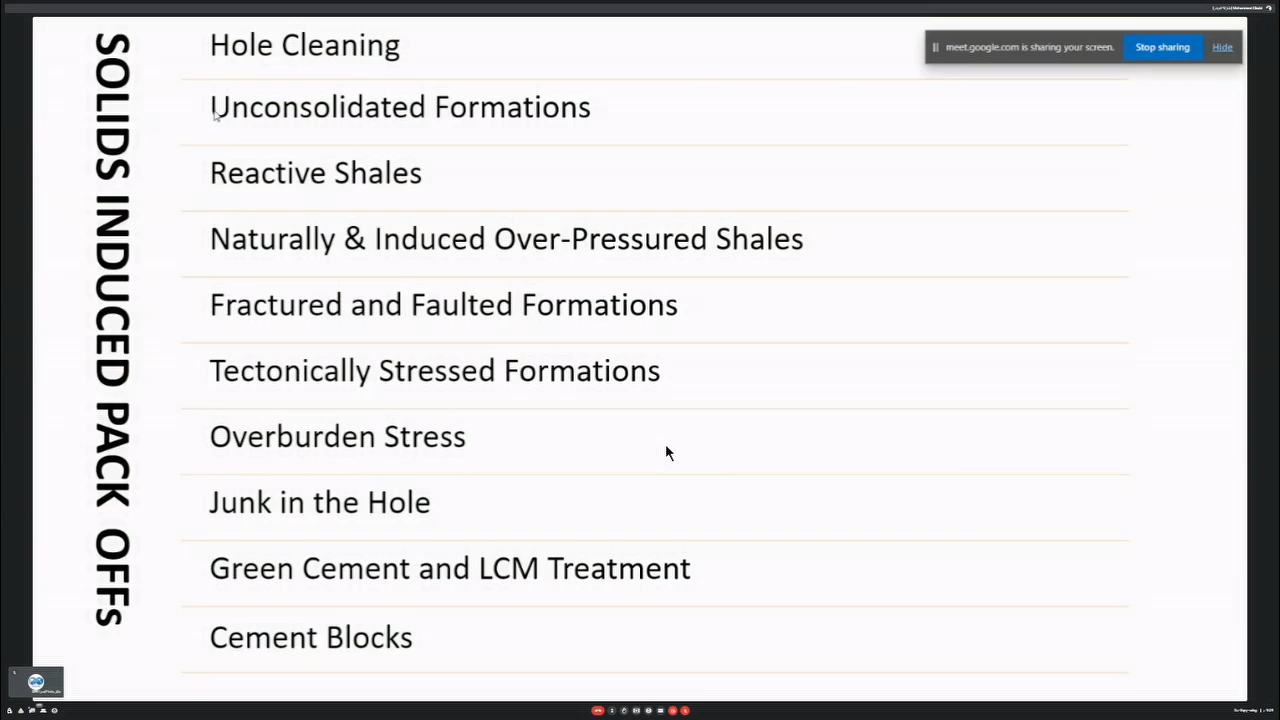 Hole Cleaning
meet.google.com is sharing your screen. Stop sharing Hide
Unconsolidated Formations
Reactive Shales
Naturally & Induced Over-Pressured Shales
Fractured and Faulted Formations
Tectonically Stressed Formations
Overburden Stress
Junk in the Hole
Green Cement and LCM Treatment
Cement Blocks
SOLIDS INDUCED PACK OFFs